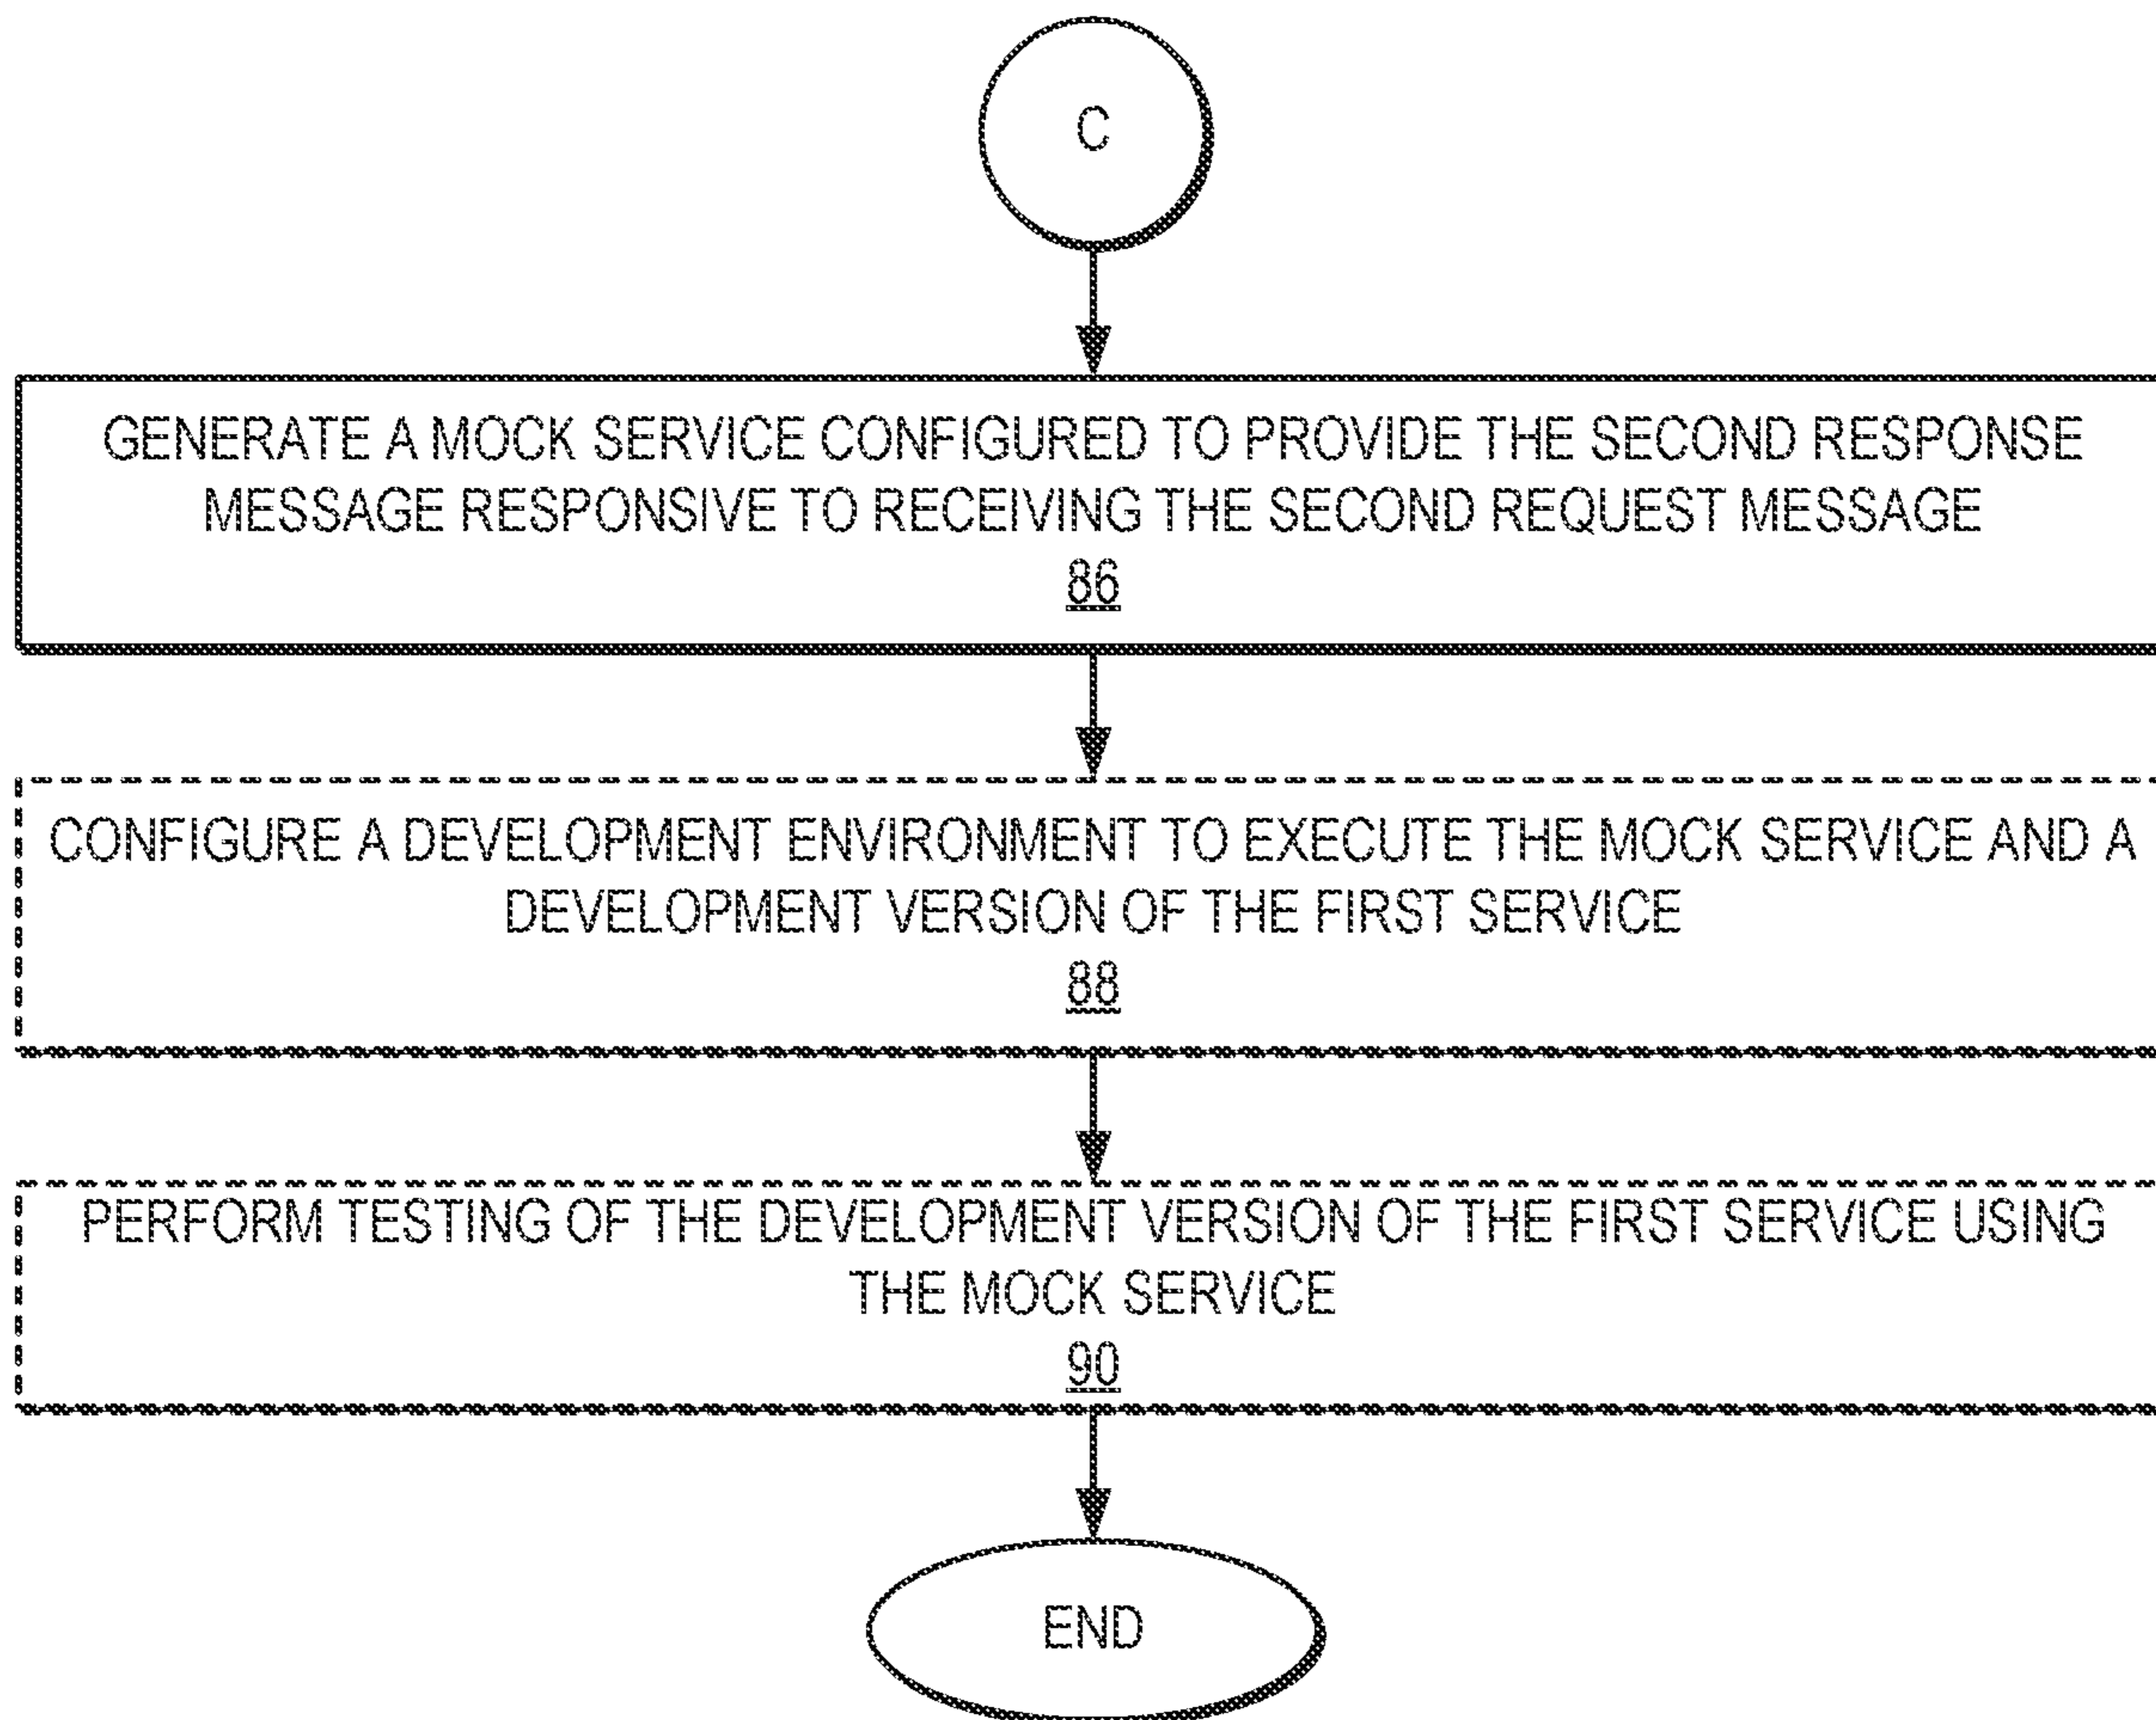 C
GENERATE A MOCK SERVICE CONFIGURED TO PROVIDE THE SECOND RESPONSE
MESSAGE RESPONSIVE TO RECEIVING THE SECOND REQUEST MESSAGE
86
CONFIGURE A DEVELOPMENT ENVIRONMENT TO EXECUTE THE MOCK SERVICE AND A
DEVELOPMENT VERSION OF THE FIRST SERVICE
88
PERFORM TESTING OF THE DEVELOPMENT VERSION OF THE FIRST SERVICE USING
THE MOCK SERVICE
90
END